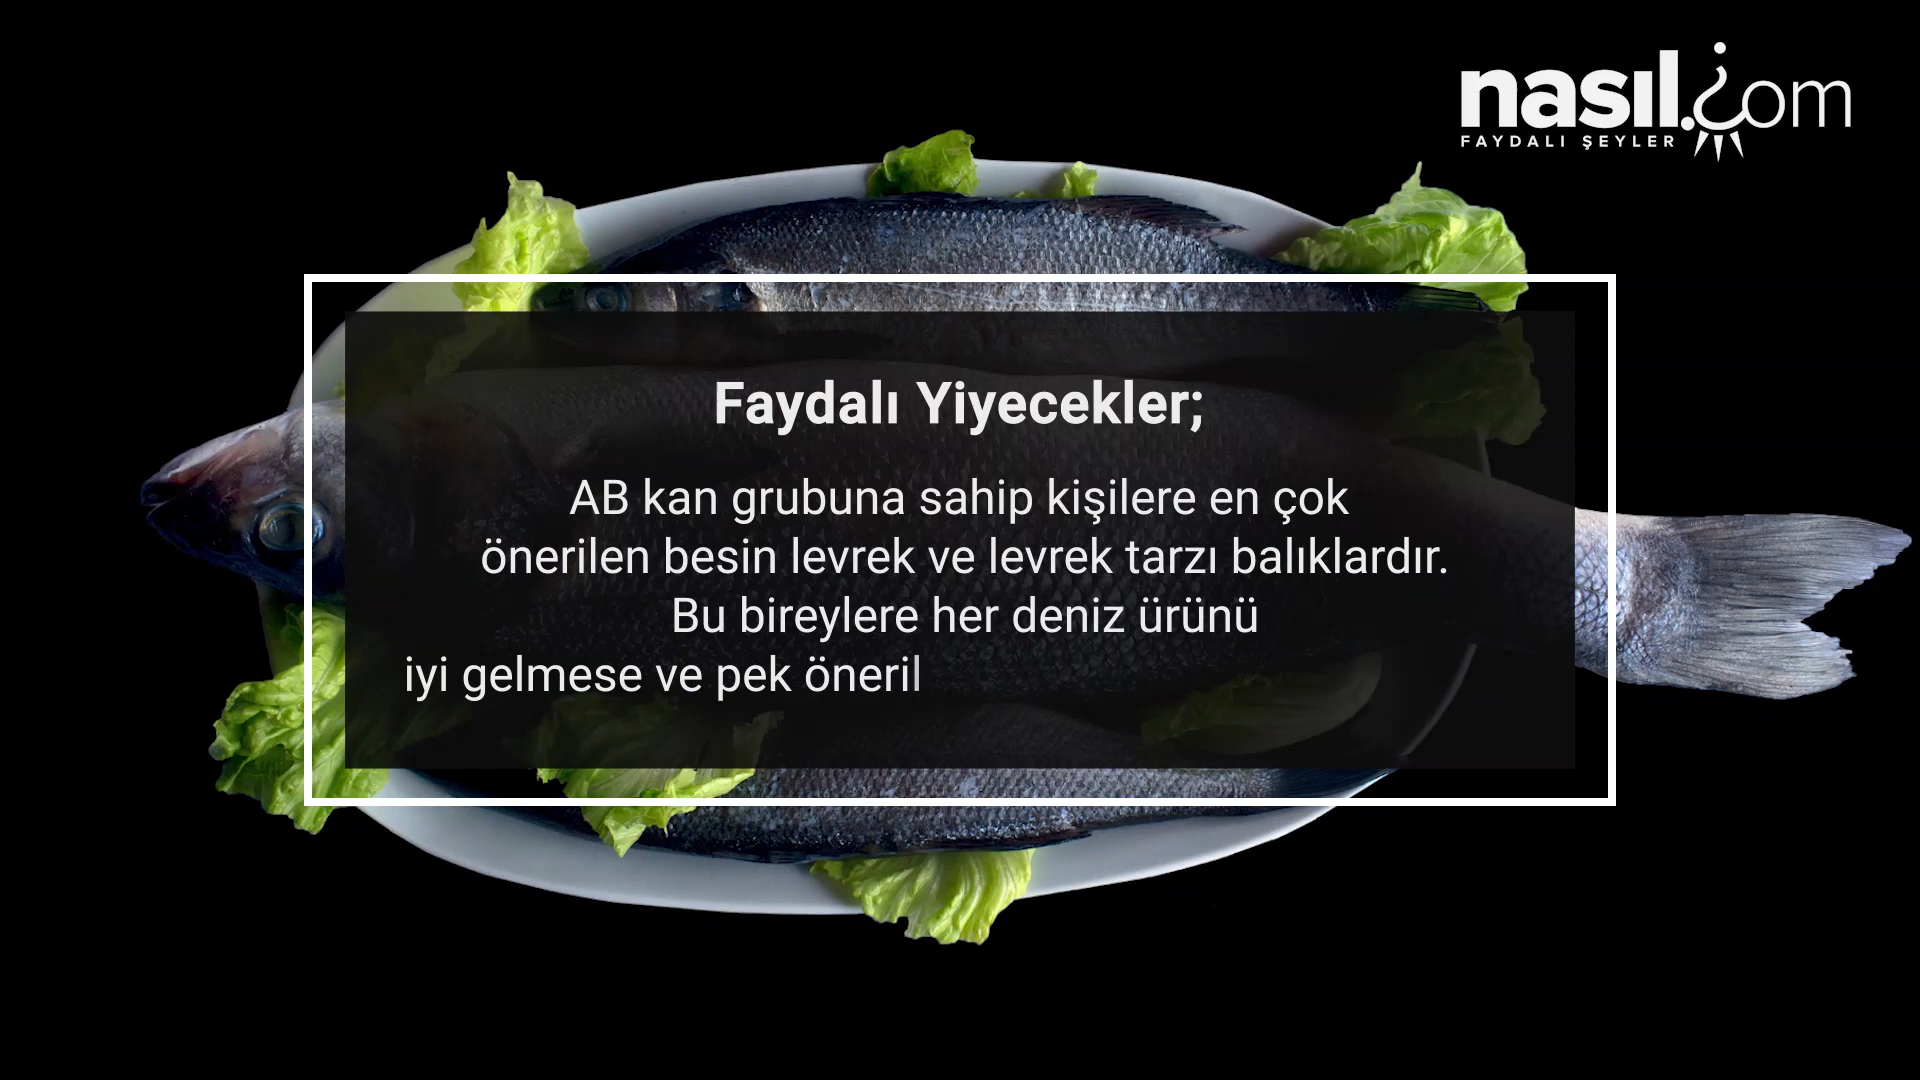 nasıl.com
FAYDALI ŞEYLER
Faydalı Yiyecekler;
AB kan grubuna sahip kişilere en çok
önerilen besin levrek ve levrek tarzı balıklardır.
Bu bireylere her deniz ürünü
iyi gelmese ve pek öneril